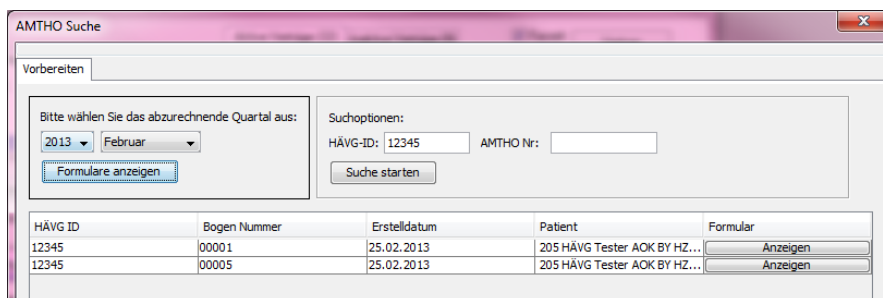 AMTHO Suche
Vorbereiten
Bitte wählen Sie das abzurechnende Quartal aus:
2013 Februar
Formulare anzeigen
Suchoptionen:
HÄVG-ID: 12345 AMTHO Nr:
Suche starten
HÄVG ID Bogen Nummer Erstelldatum Patient Formular
12345 00001 25.02.2013 205 HÄVG Tester AOK BY HZ... Anzeigen
12345 00005 25.02.2013 205 HÄVG Tester AOK BY HZ... Anzeigen